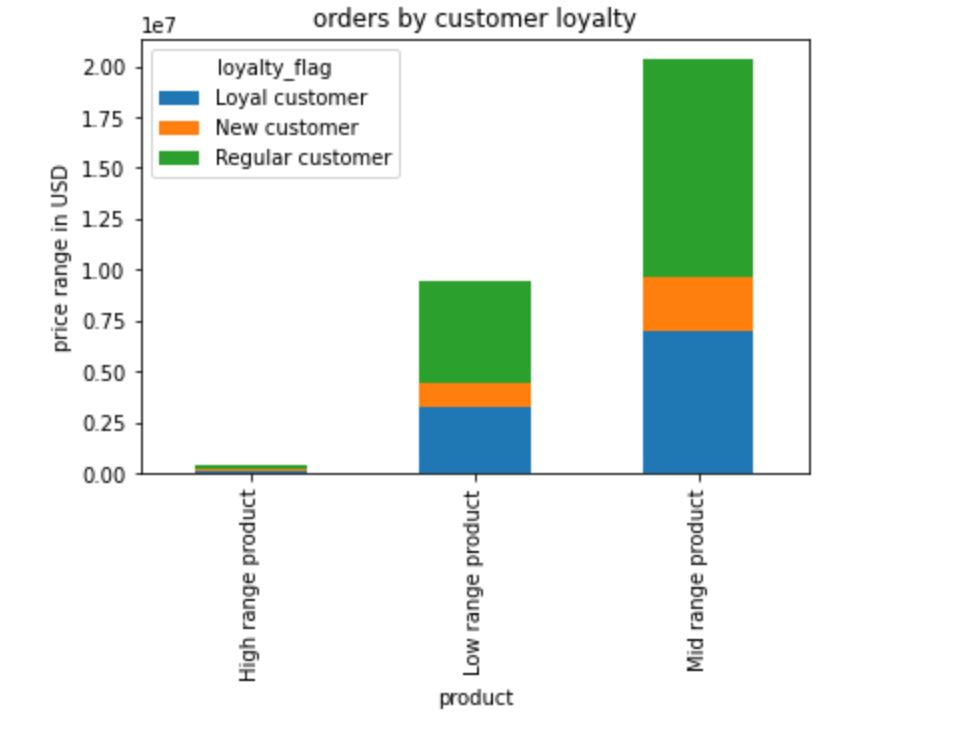 orders by customer loyalty
1e7
loyalty_flag
Loyal customer
New customer
Regular customer
price range in USD
2.00
1.75
1.50
1.25
1.00
0.75
0.50
0.25
0.00
High range product
Low range product
Mid range product
product